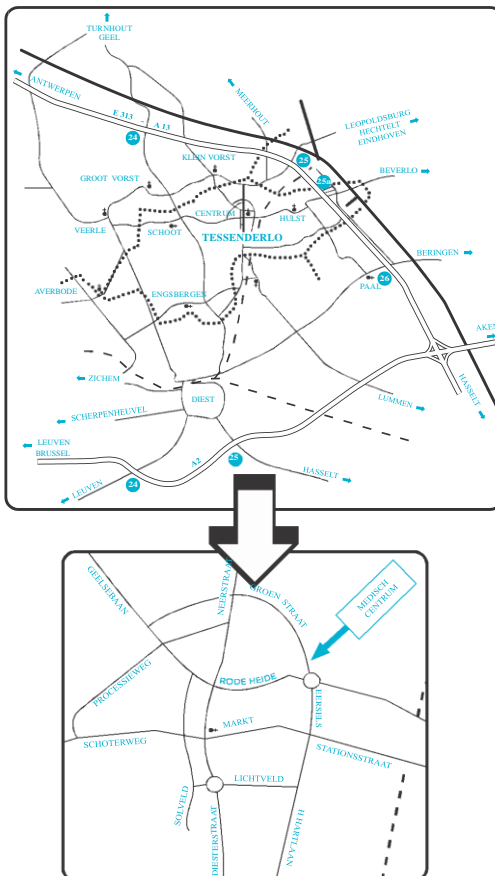 TURNHOUT
GEEL
ANTWERPEN
E 313 - A 13
24
MEERHOUT
LEOPOLDSBURG
HECHTELT
EINDHOVEN
KLEIN VORST
25
25a
BEVERLO
GROOT VORST
CENTRUM
HULST
VEERLE
SCHOOT
TESSENDERLO
BERINGEN
PAAL
26
AVERBODE
ENGSBERGEN
AKEN
ZICHEM
DIEST
LUMMEN
HASSELT
SCHERPENHEUVEL
LEUVEN
BRUSSEL
A2
25
HASSELT
24
LEUVEN
GEELSEBAAN
NEERSTRAAT
GROEN STRAAT
MEDISCH
CENTRUM
PROCESSIEWEG
RODE HEIDE
EERSELS
MARKT
SCHOTERWEG
STATIONSSTRAAT
LICHTVELD
SOLVELD
DIESTERSTRAAT
H.HARTLAAN